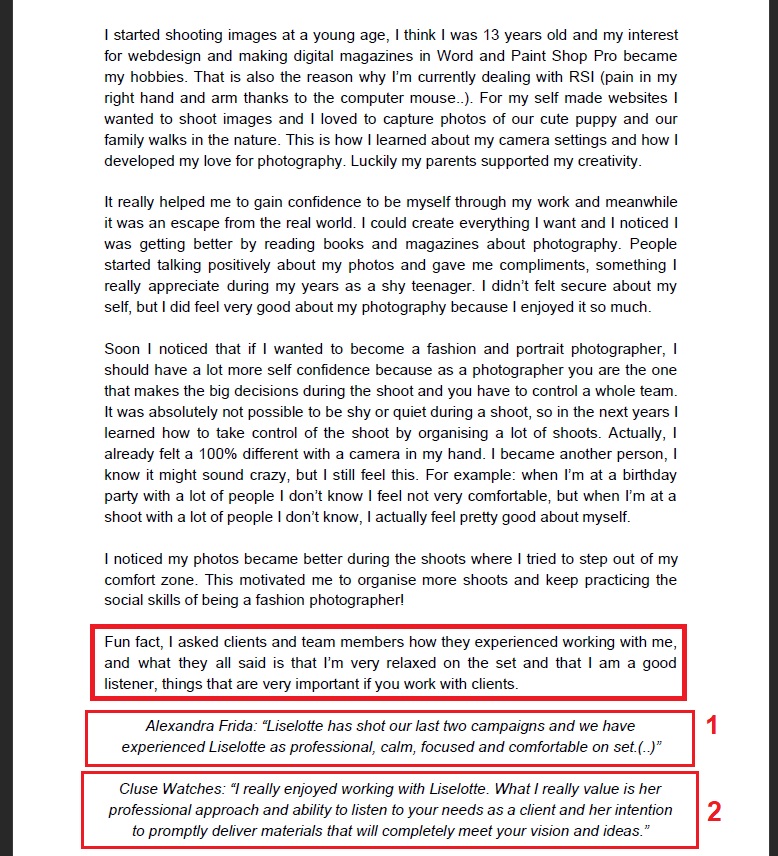 I started shooting images at a young age, I think I was 13 years old and my interest
for webdesign and making digital magazines in Word and Paint Shop Pro became
my hobbies. That is also the reason why I’m currently dealing with RSI (pain in my
right hand and arm thanks to the computer mouse..). For my self made websites I
wanted to shoot images and I loved to capture photos of our cute puppy and our
family walks in the nature. This is how I learned about my camera settings and how I
developed my love for photography. Luckily my parents supported my creativity.
It really helped me to gain confidence to be myself through my work and meanwhile
it was an escape from the real world. I could create everything I want and I noticed I
was getting better by reading books and magazines about photography. People
started talking positively about my photos and gave me compliments, something I
really appreciate during my years as a shy teenager. I didn’t felt secure about my
self, but I did feel very good about my photography because I enjoyed it so much.
Soon I noticed that if I wanted to become a fashion and portrait photographer, I
should have a lot more self confidence because as a photographer you are the one
that makes the big decisions during the shoot and you have to control a whole team.
It was absolutely not possible to be shy or quiet during a shoot, so in the next years I
learned how to take control of the shoot by organising a lot of shoots. Actually, I
already felt a 100% different with a camera in my hand. I became another person, I
know it might sound crazy, but I still feel this. For example: when I’m at a birthday
party with a lot of people I don’t know I feel not very comfortable, but when I’m at a
shoot with a lot of people I don’t know, I actually feel pretty good about myself.
I noticed my photos became better during the shoots where I tried to step out of my
comfort zone. This motivated me to organise more shoots and keep practicing the
social skills of being a fashion photographer!
Fun fact, I asked clients and team members how they experienced working with me,
and what they all said is that I’m very relaxed on the set and that I am a good
listener, things that are very important if you work with clients.
Alexandra Frida: “Liselotte has shot our last two campaigns and we have
experienced Liselotte as professional, calm, focused and comfortable on set.(..)”
1
Cluse Watches: “I really enjoyed working with Liselotte. What I really value is her
professional approach and ability to listen to your needs as a client and her intention
to promptly deliver materials that will completely meet your vision and ideas.”
2